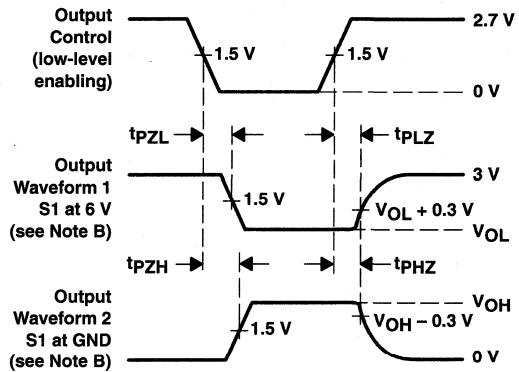 Output
Control
(low-level
enabling)
1.5 V
1.5 V
2.7 V
0 V
tPZL
tPLZ
Output
Waveform 1
S1 at 6 V
(see Note B)
1.5 V
3 V
VOL + 0.3 V
VOL
tPZH
tPHZ
Output
Waveform 2
S1 at GND
(see Note B)
1.5 V
VOH
VOH − 0.3 V
0 V